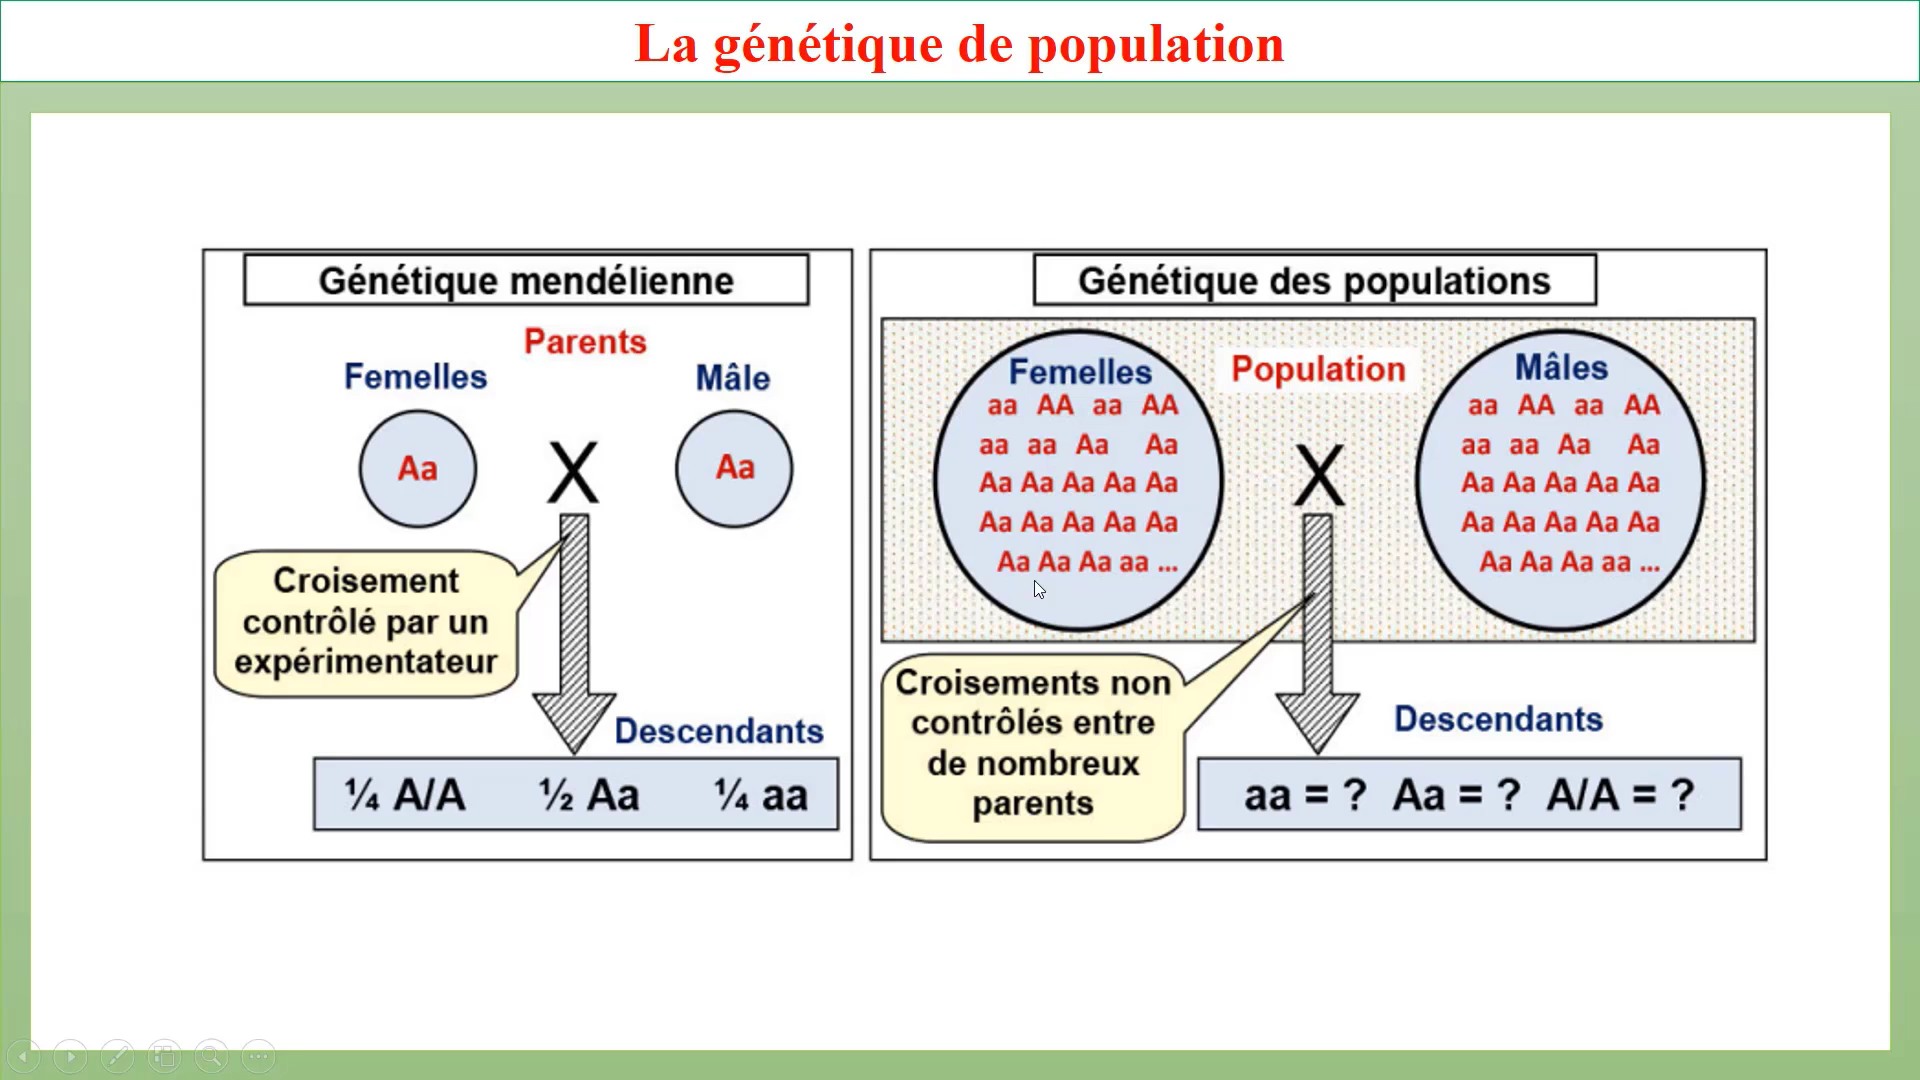 La génétique de population
Génétique mendélienne
Parents
Femelles
Mâle
Aa
X
Aa
Croisement
contrôlé par un
expérimentateur
Descendants
¼ A/A ½ Aa ¼ aa
Génétique des populations
Femelles
aa AA aa AA
aa aa Aa Aa
Aa Aa Aa Aa Aa
Aa Aa Aa Aa Aa
Aa Aa Aa aa ...
Population
X
Mâles
aa AA aa AA
aa aa Aa Aa
Aa Aa Aa Aa Aa
Aa Aa Aa Aa Aa
Aa Aa Aa aa ...
Croisements non
contrôlés entre
de nombreux
parents
Descendants
aa = ? Aa = ? A/A = ?